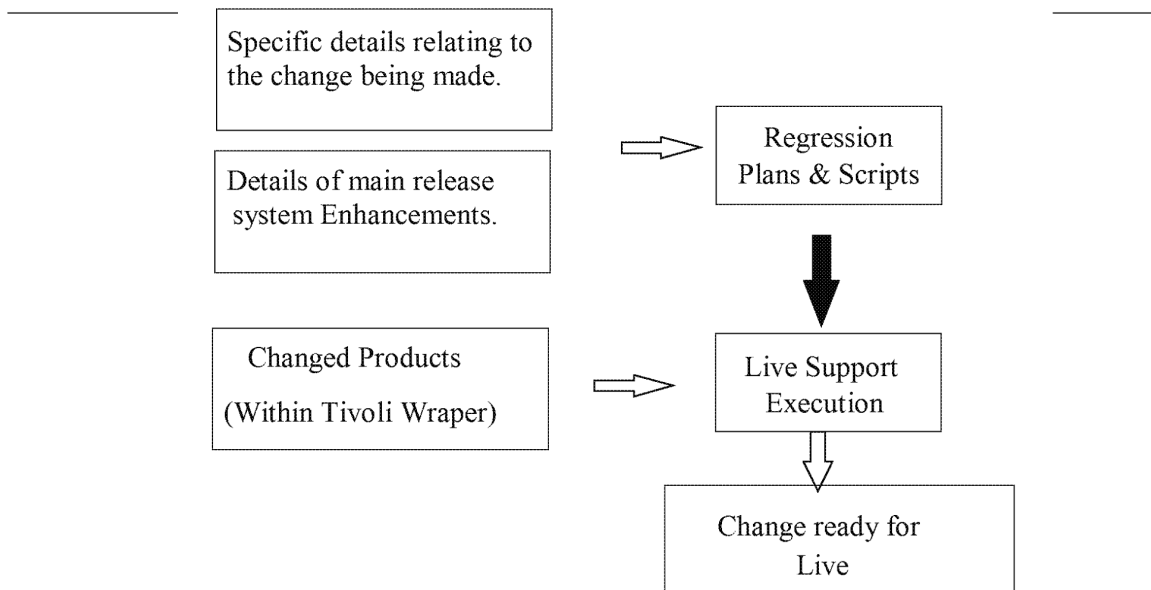 Specific details relating to
the change being made.
Regression
Plans & Scripts
Details of main release
system Enhancements.
Changed Products
(Within Tivoli Wraper)
Live Support
Execution
Change ready for
Live